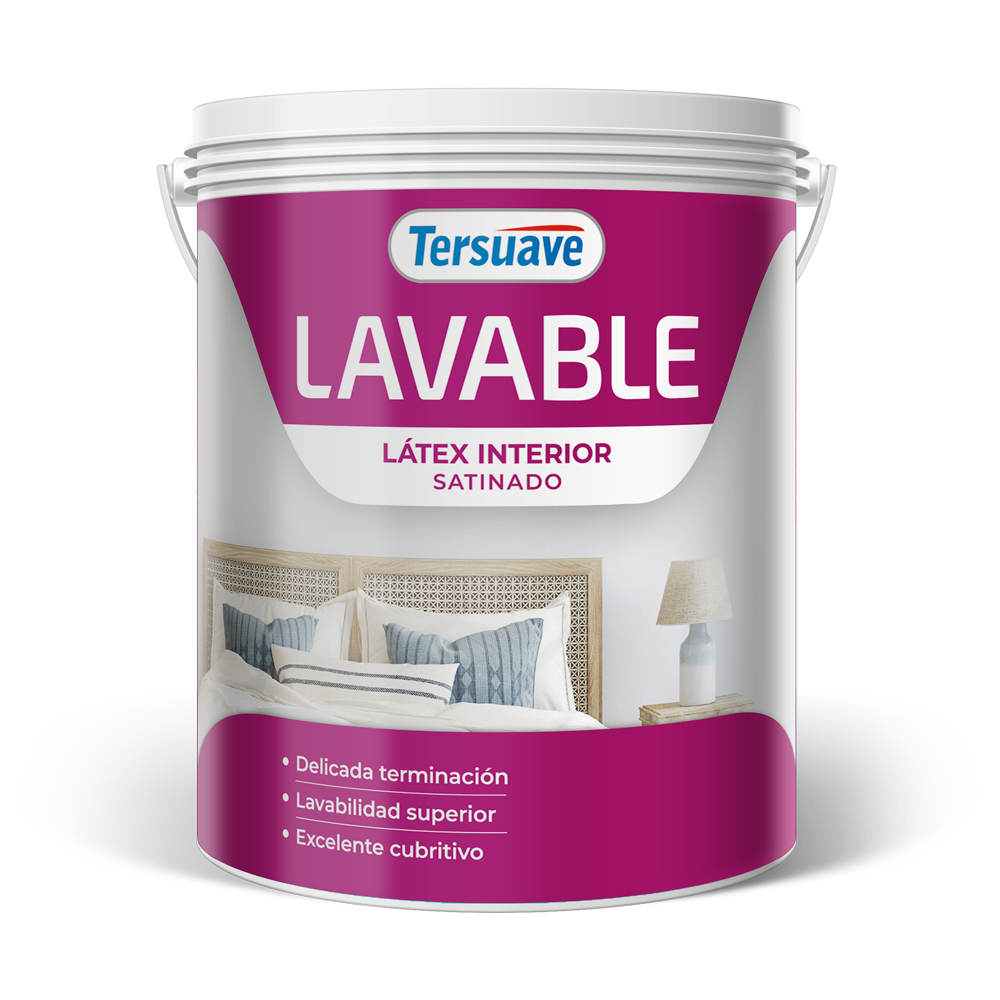 Tersuave
LAVABLE
LÁTEX INTERIOR
SATINADO
• Delicada terminación
• Lavabilidad superior
• Excelente cubritivo